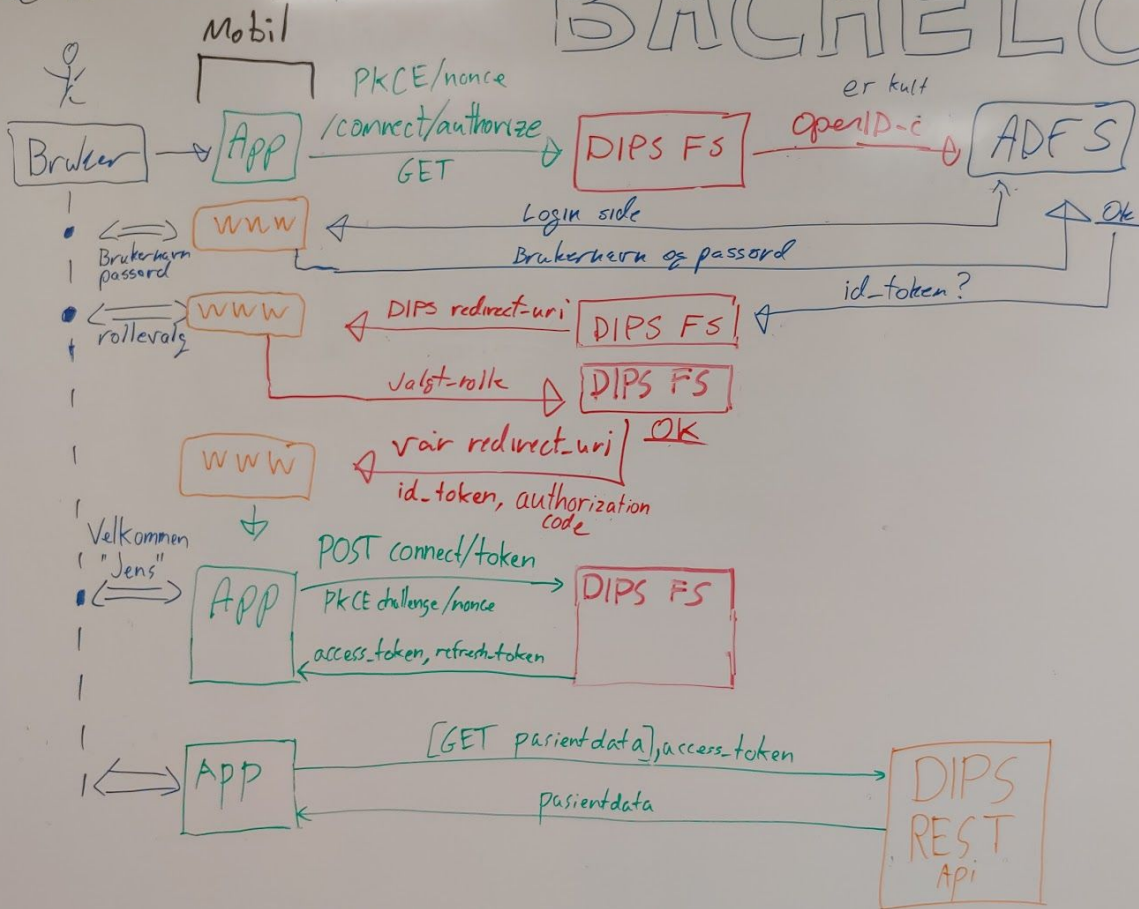 BACHELO
Mobil
PKCE/nonce
er kult
Bruker
App
/connect/authorize
GET
DIPS FS
OpenID-c
ADFS
www
Login side
Ok
Brukernavn
passord
Brukernavn og passord
id_token?
www
DIPS redirect-uri
DIPS FS
rollevalg
Valgt-rolle
DIPS FS
OK
www
Vår redirect_uri
id_token, authorization
code
Velkommen
"Jens"
POST connect/token
App
DIPS FS
PKCE challenge/nonce
access_token, refresh_token
[GET pasientdata], access_token
App
pasientdata
DIPS
REST
Api